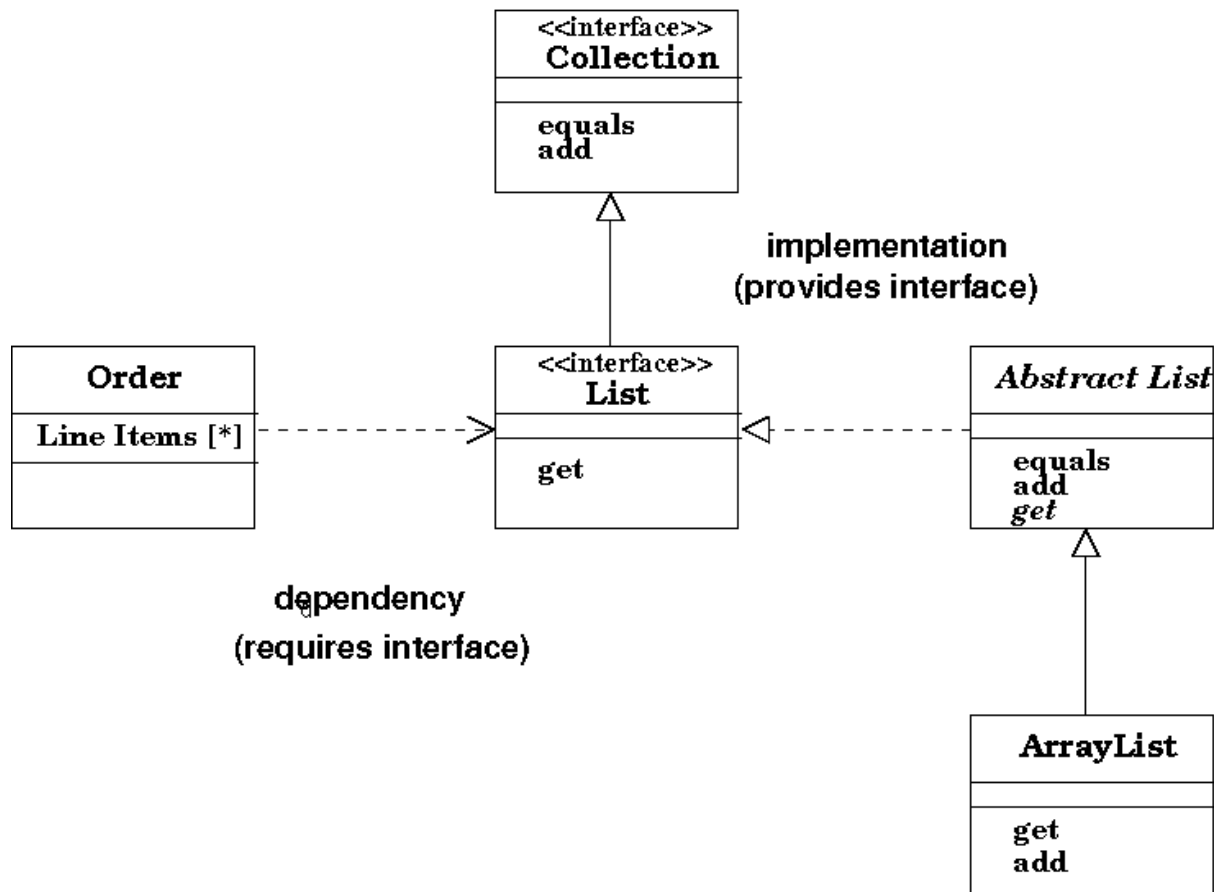 <<interface>>
Collection
equals
add
implementation
(provides interface)
Order
Line Items [*]
<<interface>>
List
get
Abstract List
equals
add
get
dependency
(requires interface)
ArrayList
get
add